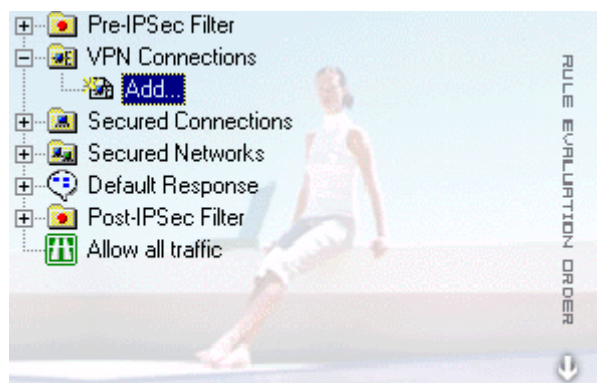 Pre-IPSec Filter
VPN Connections
Add...
Secured Connections
Secured Networks
Default Response
Post-IPSec Filter
Allow all traffic
RULE EVALUATION ORDER